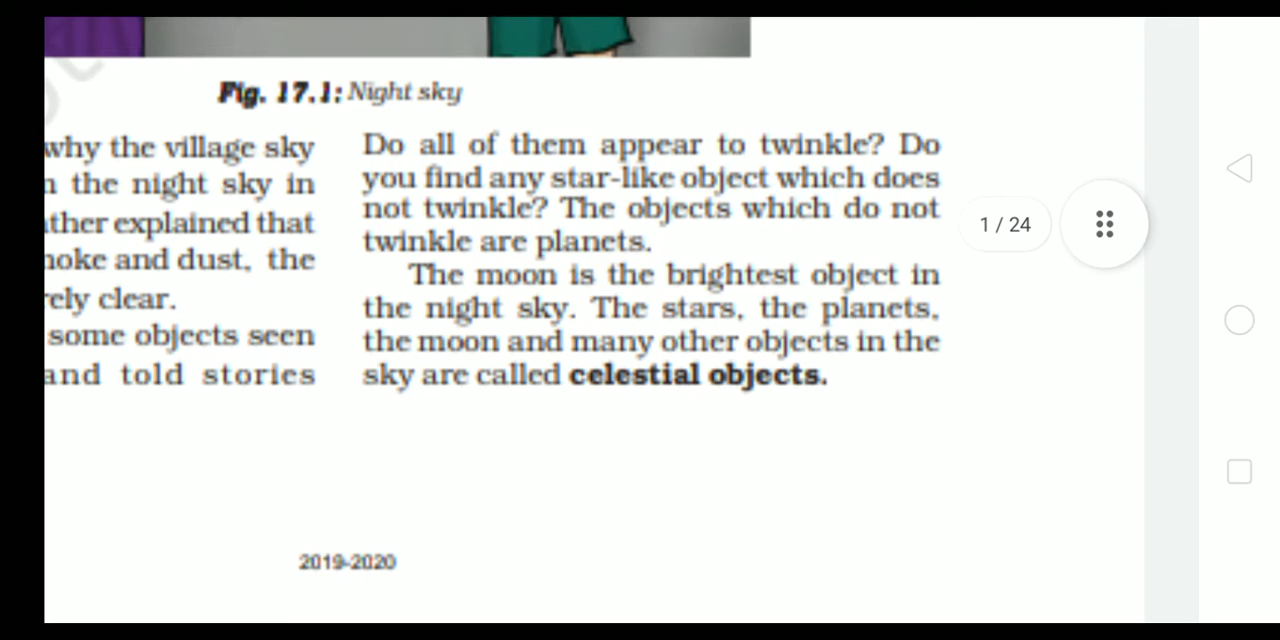 Fig. 17.1: Night sky
why the village sky
the night sky in
explained that
and dust, the
clear.
some objects seen
and told stories
Do all of them appear to twinkle? Do
you find any star-like object which does
not twinkle? The objects which do not
twinkle are planets.
The moon is the brightest object in
the night sky. The stars, the planets,
the moon and many other objects in the
sky are called celestial objects.
1 / 24
2019-2020